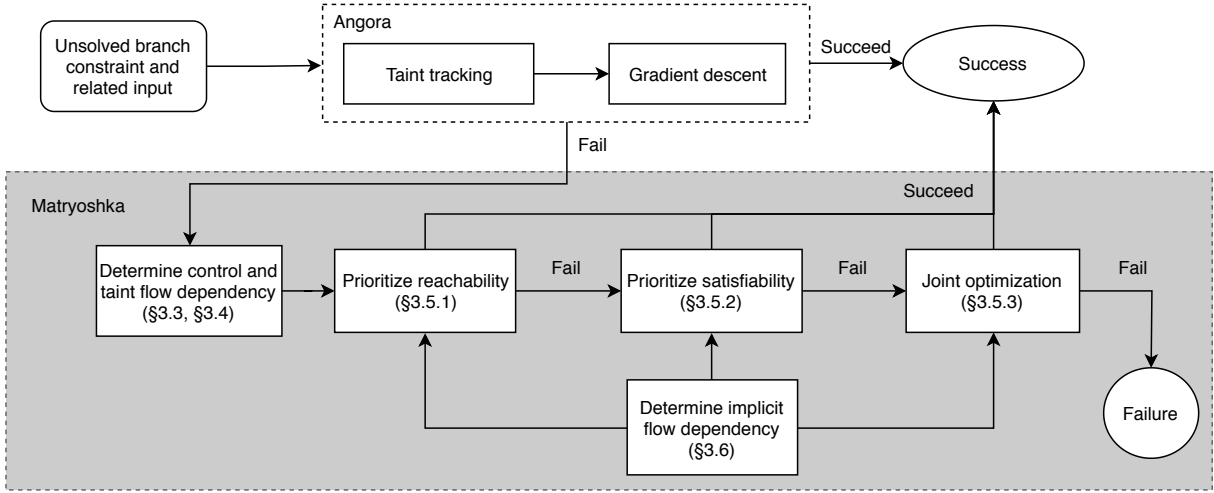 Angora
Unsolved branch
constraint and
related input
Taint tracking
Gradient descent
Succeed
Success
Fail
Matryoshka
Succeed
Determine control and
taint flow dependency
(§3.3, §3.4)
Prioritize reachability
(§3.5.1)
Fail
Prioritize satisfiability
(§3.5.2)
Fail
Joint optimization
(§3.5.3)
Fail
Determine implicit
flow dependency
(§3.6)
Failure